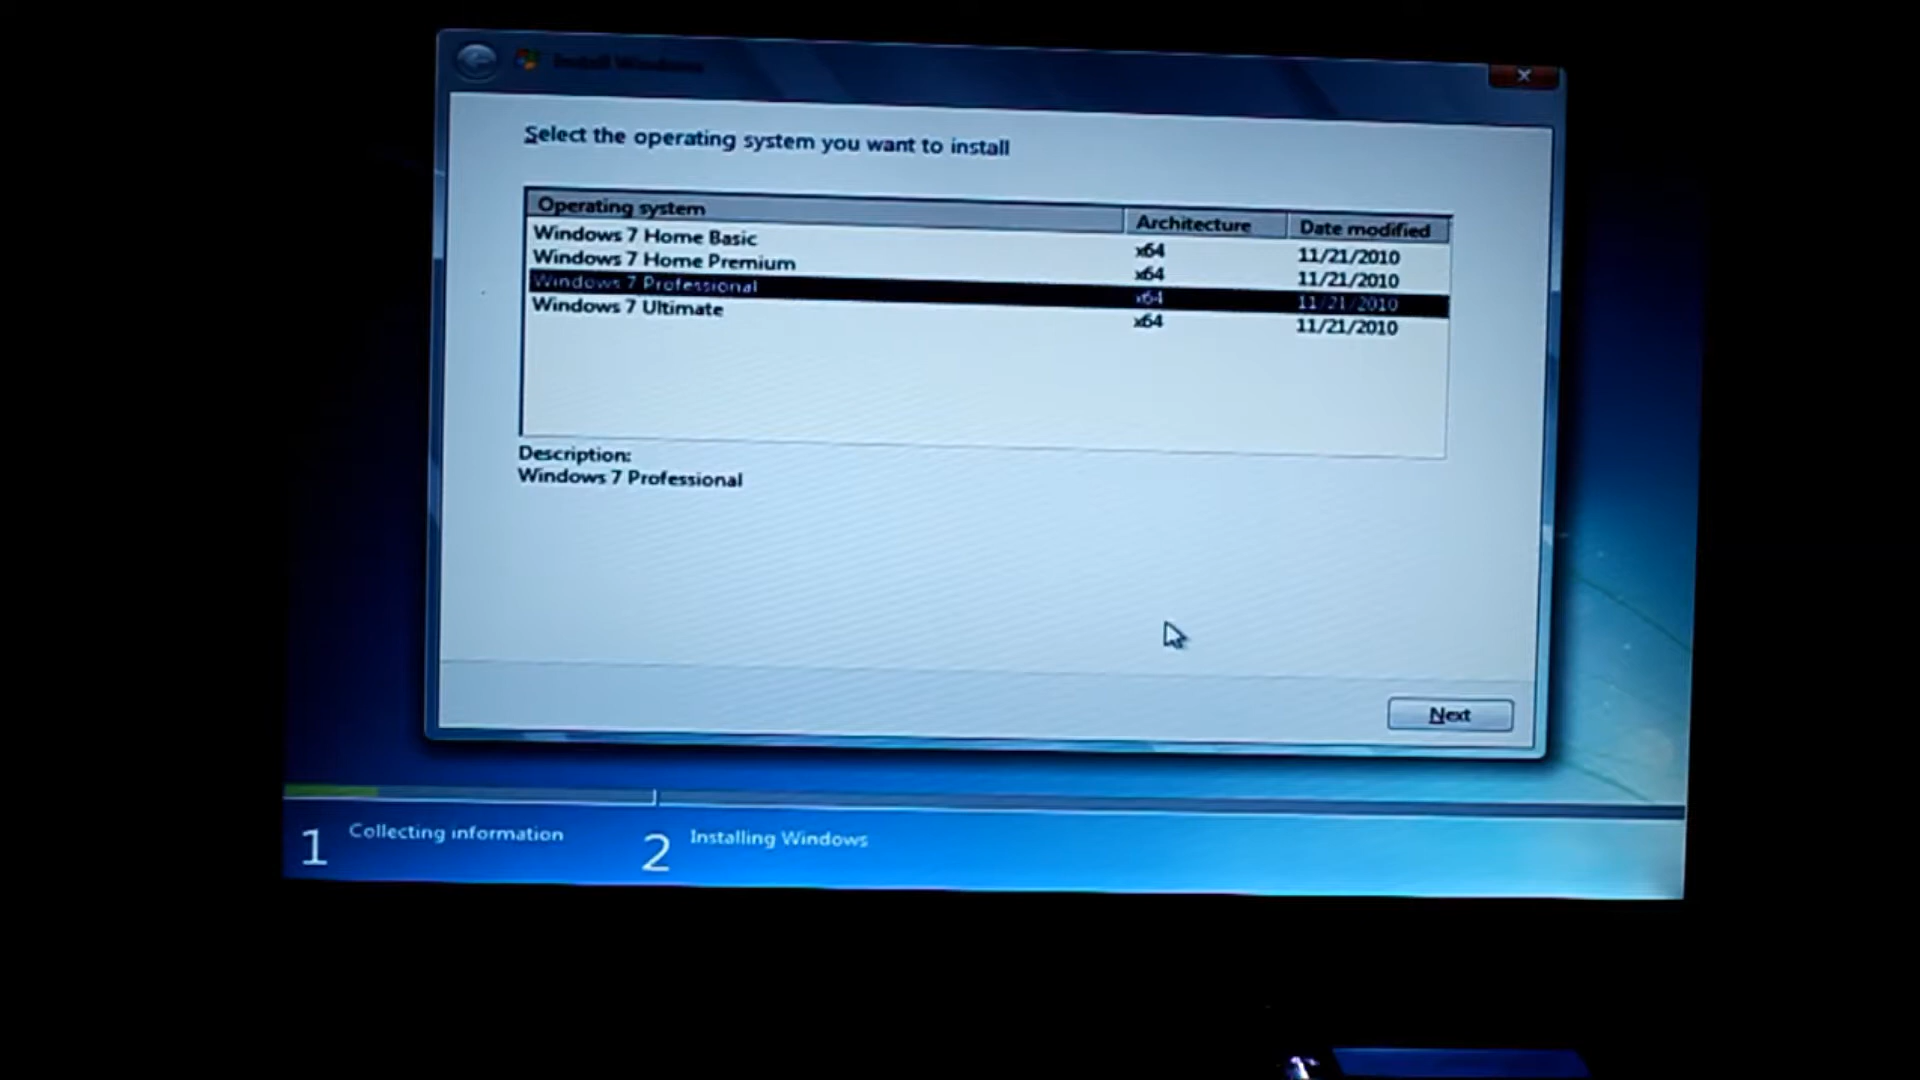 Install Windows
Select the operating system you want to install
Operating system Architecture Date modified
Windows 7 Home Basic x64 11/21/2010
Windows 7 Home Premium x64 11/21/2010
Windows 7 Professional x64 11/21/2010
Windows 7 Ultimate x64 11/21/2010
Description:
Windows 7 Professional
Next
1 Collecting information 2 Installing Windows